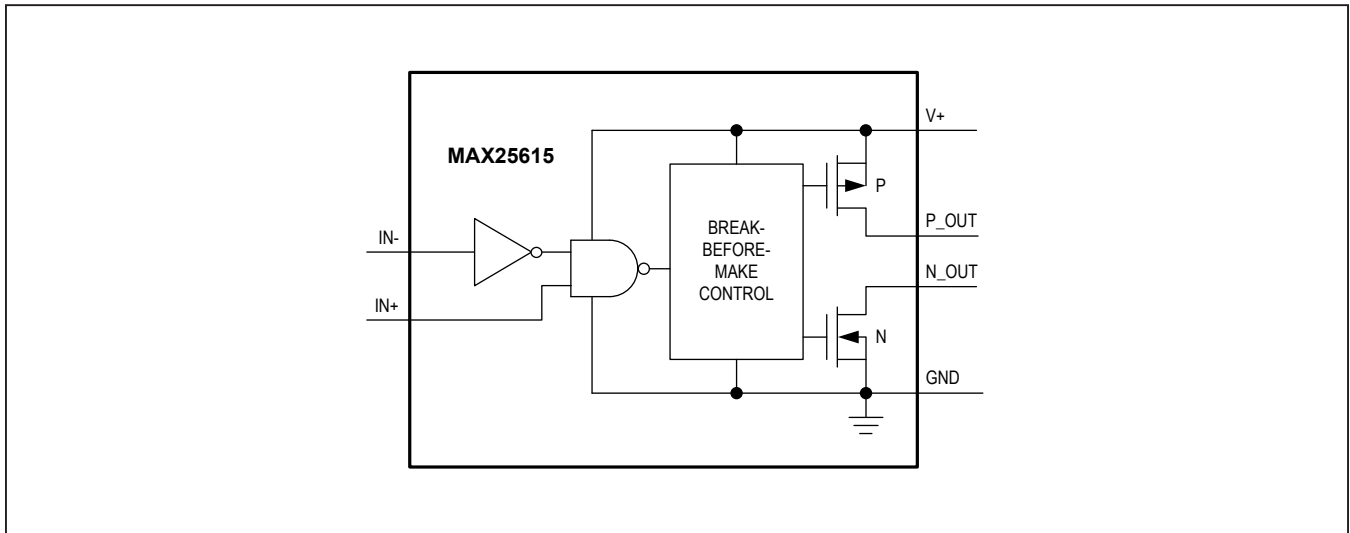 MAX25615
V+
P
P_OUT
IN-
BREAK-
BEFORE-
MAKE
CONTROL
N_OUT
IN+
N
GND